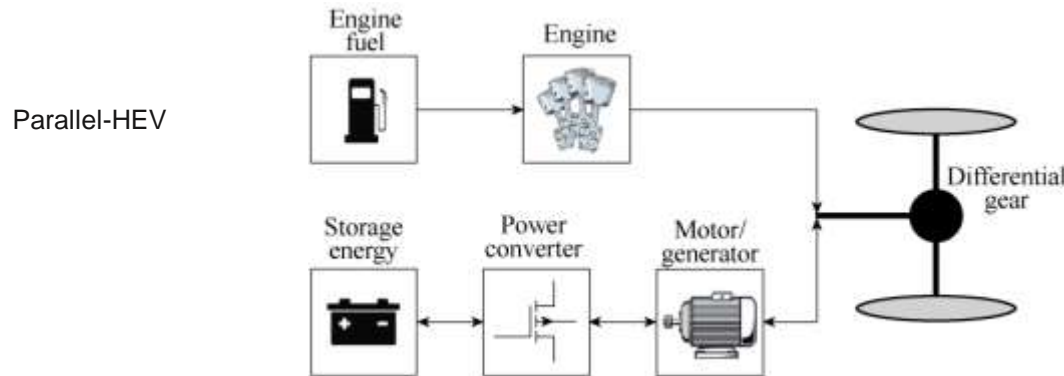 Parallel-HEV
Engine
fuel
Engine
Differential
gear
Storage
energy
Power
converter
Motor/
generator